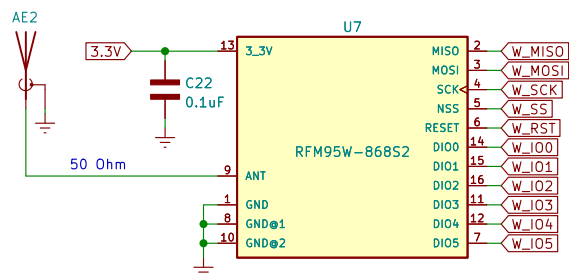 AE2
U7
3.3V
13 3_3V
MISO 2 W_MISO
MOSI 3 W_MOSI
C22
0.1uF
SCK 4 W_SCK
NSS 5 W_SS
RESET 6 W_RST
RFM95W-868S2
DIO0 14 W_IO0
50 Ohm
9 ANT
DIO1 15 W_IO1
DIO2 16 W_IO2
1 GND
DIO3 11 W_IO3
8 GND@1
DIO4 12 W_IO4
10 GND@2
DIO5 7 W_IO5